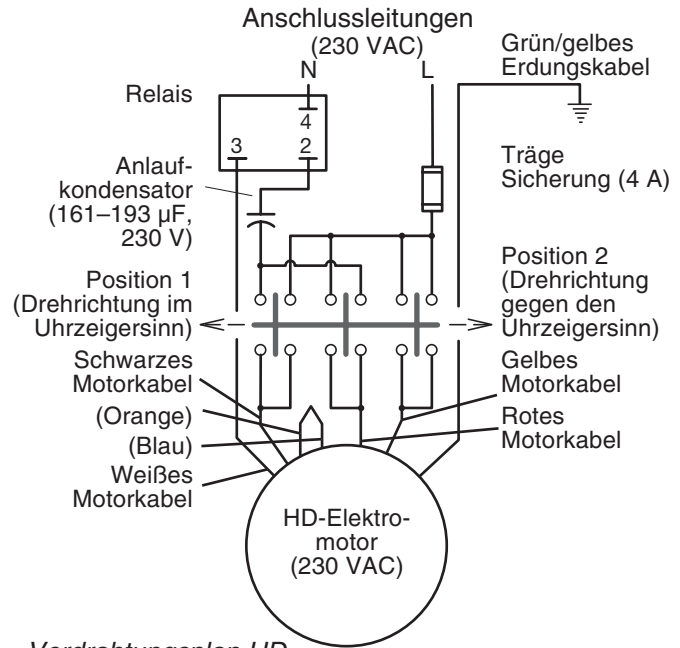 Anschlussleitungen
(230 VAC)
N
L
Grün/gelbes
Erdungskabel
Relais
4
3
2
Anlauf-
kondensator
(161–193 µF,
230 V)
Träge
Sicherung (4 A)
Position 1
(Drehrichtung im
Uhrzeigersinn)
Position 2
(Drehrichtung
gegen den
Uhrzeigersinn)
Schwarzes
Motorkabel
(Orange)
(Blau)
Weißes
Motorkabel
Gelbes
Motorkabel
Rotes
Motorkabel
HD-Elektro-
motor
(230 VAC)
Verdrahtungsplan HD-